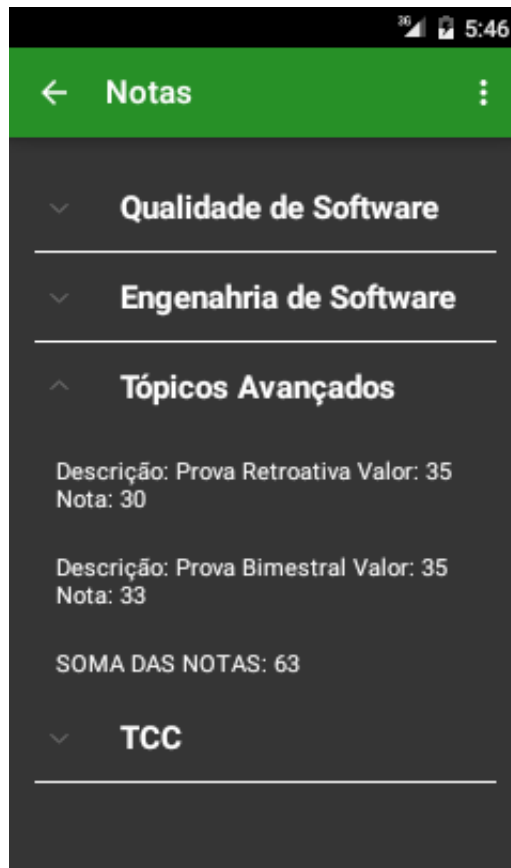 36 5:46
Notas
Qualidade de Software
Engenahria de Software
Tópicos Avançados
Descrição: Prova Retroativa Valor: 35
Nota: 30
Descrição: Prova Bimestral Valor: 35
Nota: 33
SOMA DAS NOTAS: 63
TCC